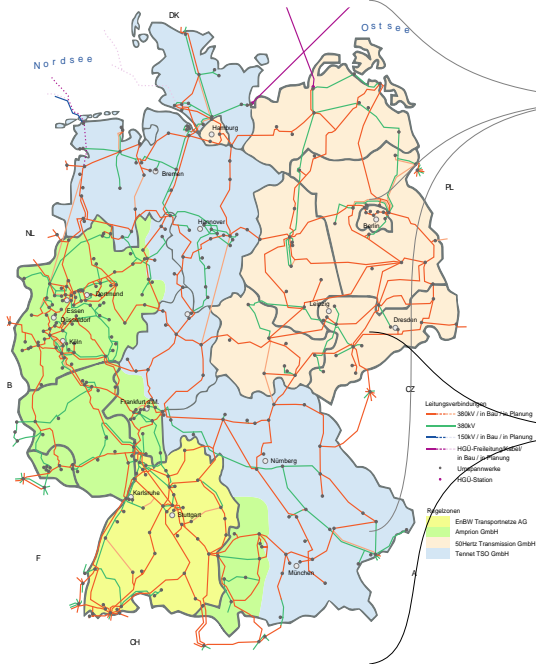 DK
Ostsee
Nordsee
Hamburg
Bremen
PL
Hannover
Berlin
NL
Dortmund
Essen
Düsseldorf
Leipzig
Dresden
Köln
B
CZ
Frankfurt a.M.
Leitungsverbindungen
380kV / in Bau / in Planung
380kV
150kV / in Bau / in Planung
HGÜ-Freileitung/Kabel/
in Bau / in Planung
Umspannwerke
HGÜ-Station
Nürnberg
Karlsruhe
Stuttgart
Regelzonen
EnBW Transportnetze AG
Amprion GmbH
50Hertz Transmission GmbH
Tennet TSO GmbH
F
München
A
CH